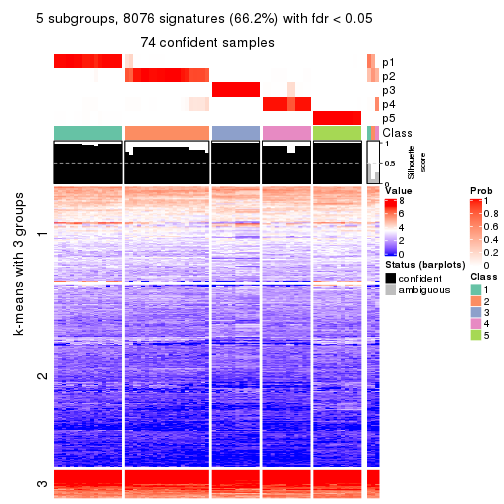 5 subgroups, 8076 signatures (66.2%) with fdr < 0.05
74 confident samples
p1
p2
p3
p4
p5
Class
1
0.5
0
Silhouette
score
k-means with 3 groups
1
2
3
Value
8
6
4
2
0
Status (barplots)
confident
ambiguous
Prob
1
0.8
0.6
0.4
0.2
0
Class
1
2
3
4
5